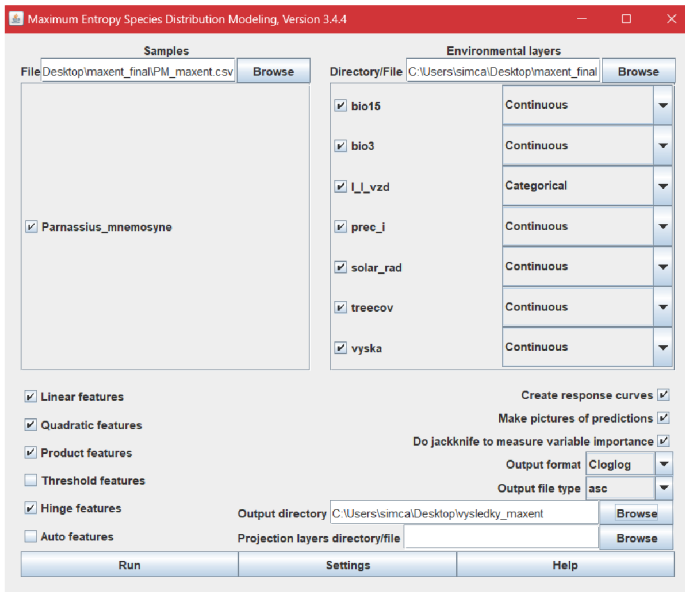 Maximum Entropy Species Distribution Modeling, Version 3.4.4
Samples
File Desktop\maxent_final\PM_maxent.csv Browse
Parnassius_mnemosyne
Environmental layers
Directory/File C:\Users\simca\Desktop\maxent_final Browse
bio15 Continuous
bio3 Continuous
l_l_vzd Categorical
prec_i Continuous
solar_rad Continuous
treecov Continuous
vyska Continuous
Linear features
Quadratic features
Product features
Threshold features
Hinge features
Auto features
Create response curves
Make pictures of predictions
Do jackknife to measure variable importance
Output format Cloglog
Output file type asc
Output directory C:\Users\simca\Desktop\vysledky_maxent Browse
Projection layers directory/file Browse
Run Settings Help